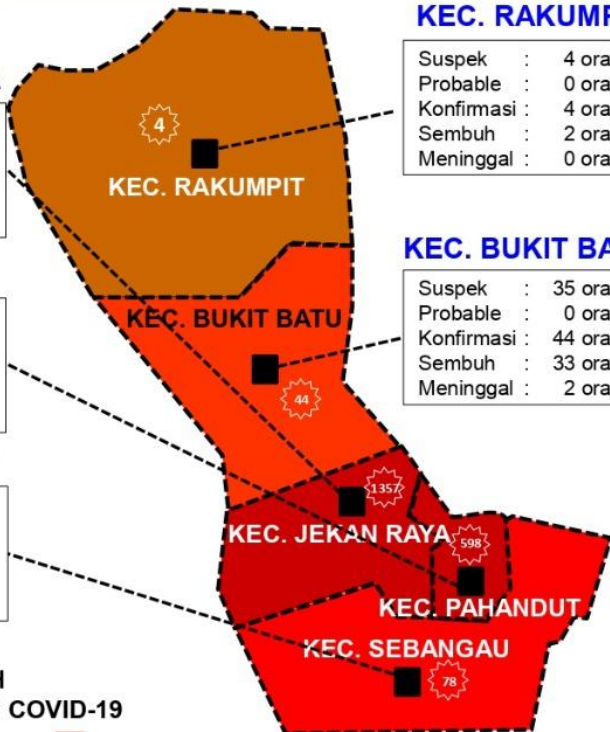 KEC. RAKUMP
Suspek : 4 ora
Probable : 0 ora
Konfirmasi : 4 ora
Sembuh : 2 ora
Meninggal : 0 ora
4
KEC. RAKUMPIT
KEC. BUKIT BA
Suspek : 35 ora
Probable : 0 ora
Konfirmasi : 44 ora
Sembuh : 33 ora
Meninggal : 2 ora
KEC. BUKIT BATU
44
1357
KEC. JEKAN RAYA
598
KEC. PAHANDUT
KEC. SEBANGAU
78
H
COVID-19